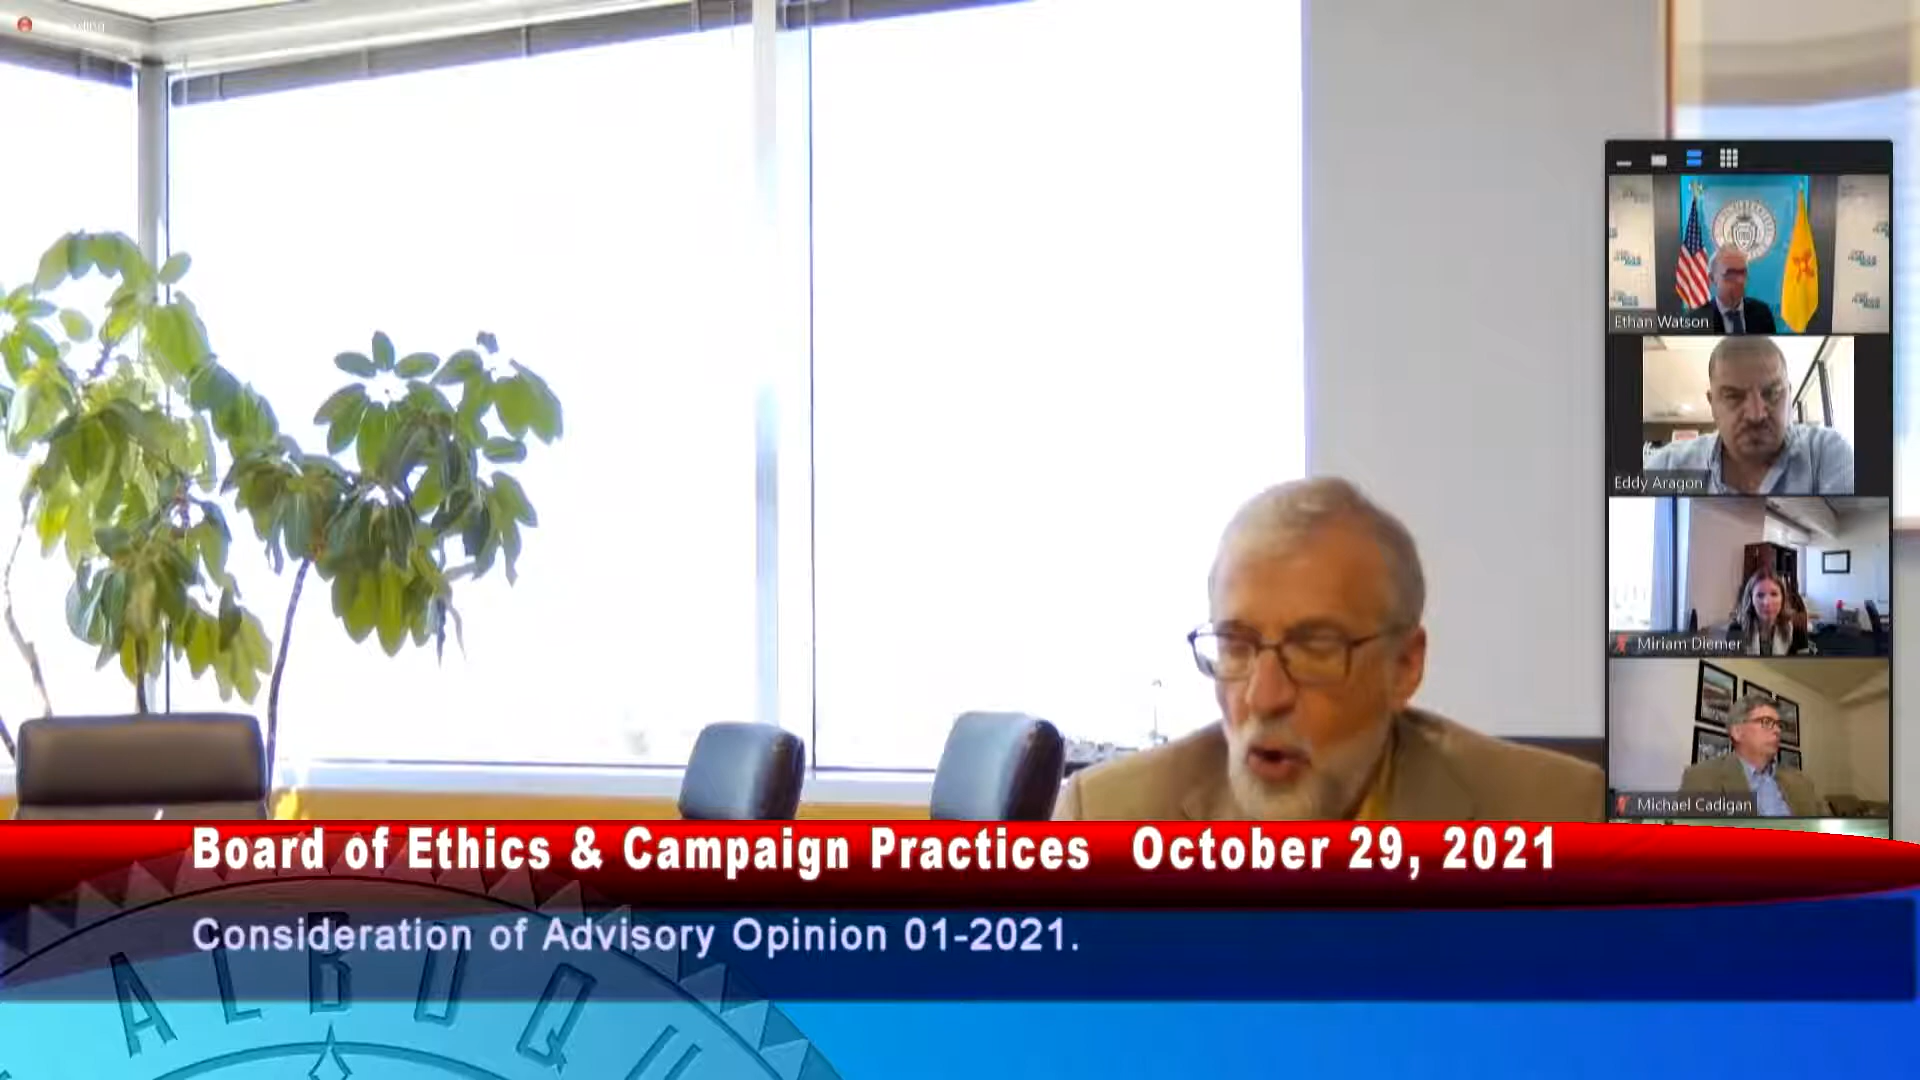 Ethan Watson
Eddy Aragon
Miriam Diemer
Michael Cadigan
Board of Ethics & Campaign Practices October 29, 2021
Consideration of Advisory Opinion 01-2021.
ALBUQU